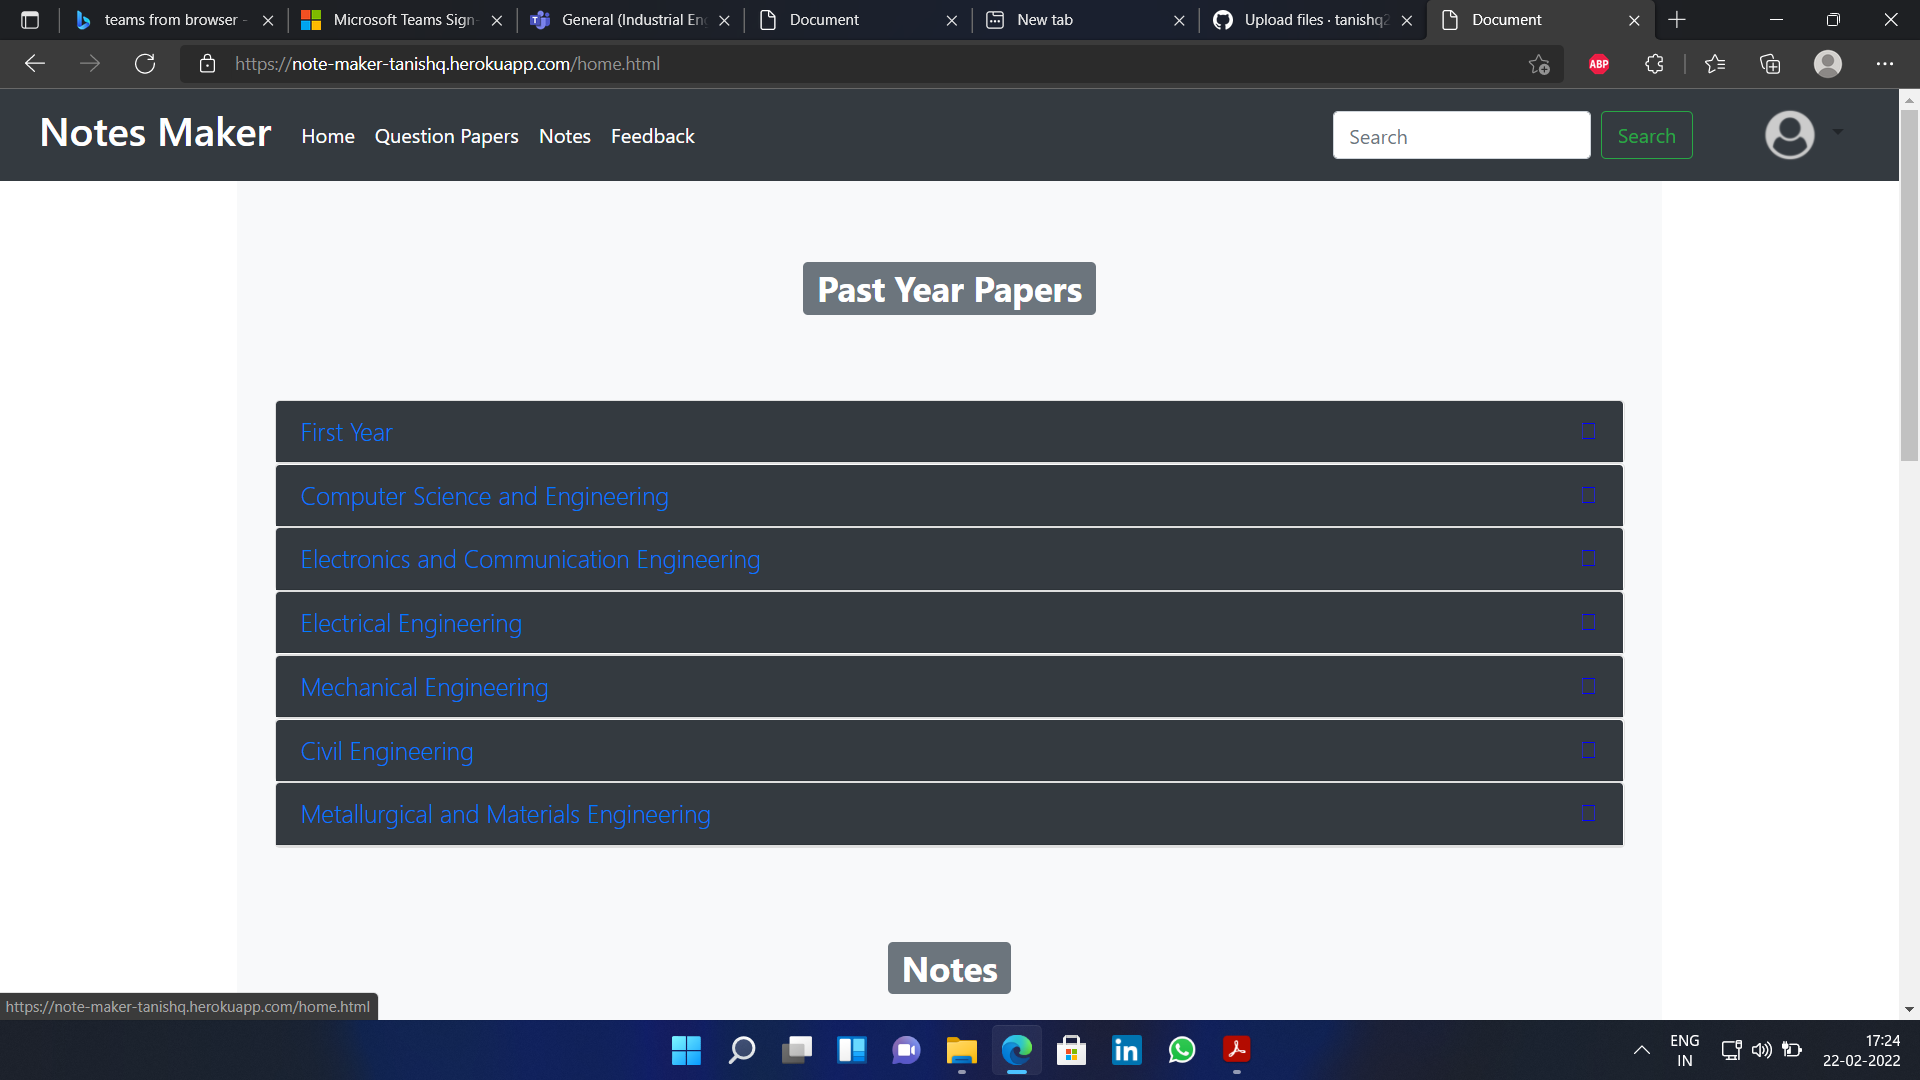 teams from browser -
Microsoft Teams Sign-
General (Industrial En
Document
New tab
Upload files · tanishq2
Document
https://note-maker-tanishq.herokuapp.com/home.html
ABP
Notes Maker
Home
Question Papers
Notes
Feedback
Search
Search
Past Year Papers
First Year
Computer Science and Engineering
Electronics and Communication Engineering
Electrical Engineering
Mechanical Engineering
Civil Engineering
Metallurgical and Materials Engineering
Notes
https://note-maker-tanishq.herokuapp.com/home.html
in
ENG
IN
17:24
22-02-2022